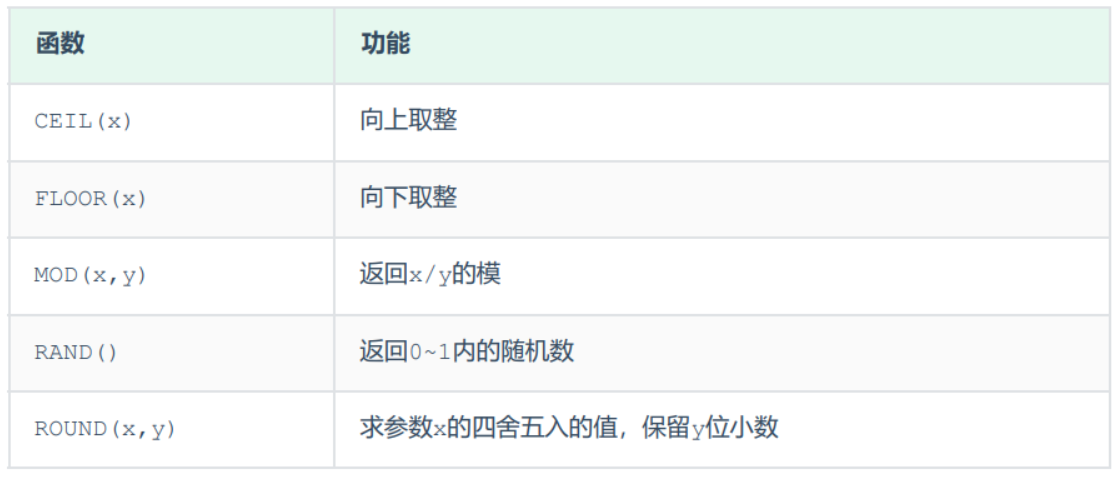 函数 功能
CEIL(x) 向上取整
FLOOR(x) 向下取整
MOD(x,y) 返回x/y的模
RAND() 返回0~1内的随机数
ROUND(x,y) 求参数x的四舍五入的值，保留y位小数